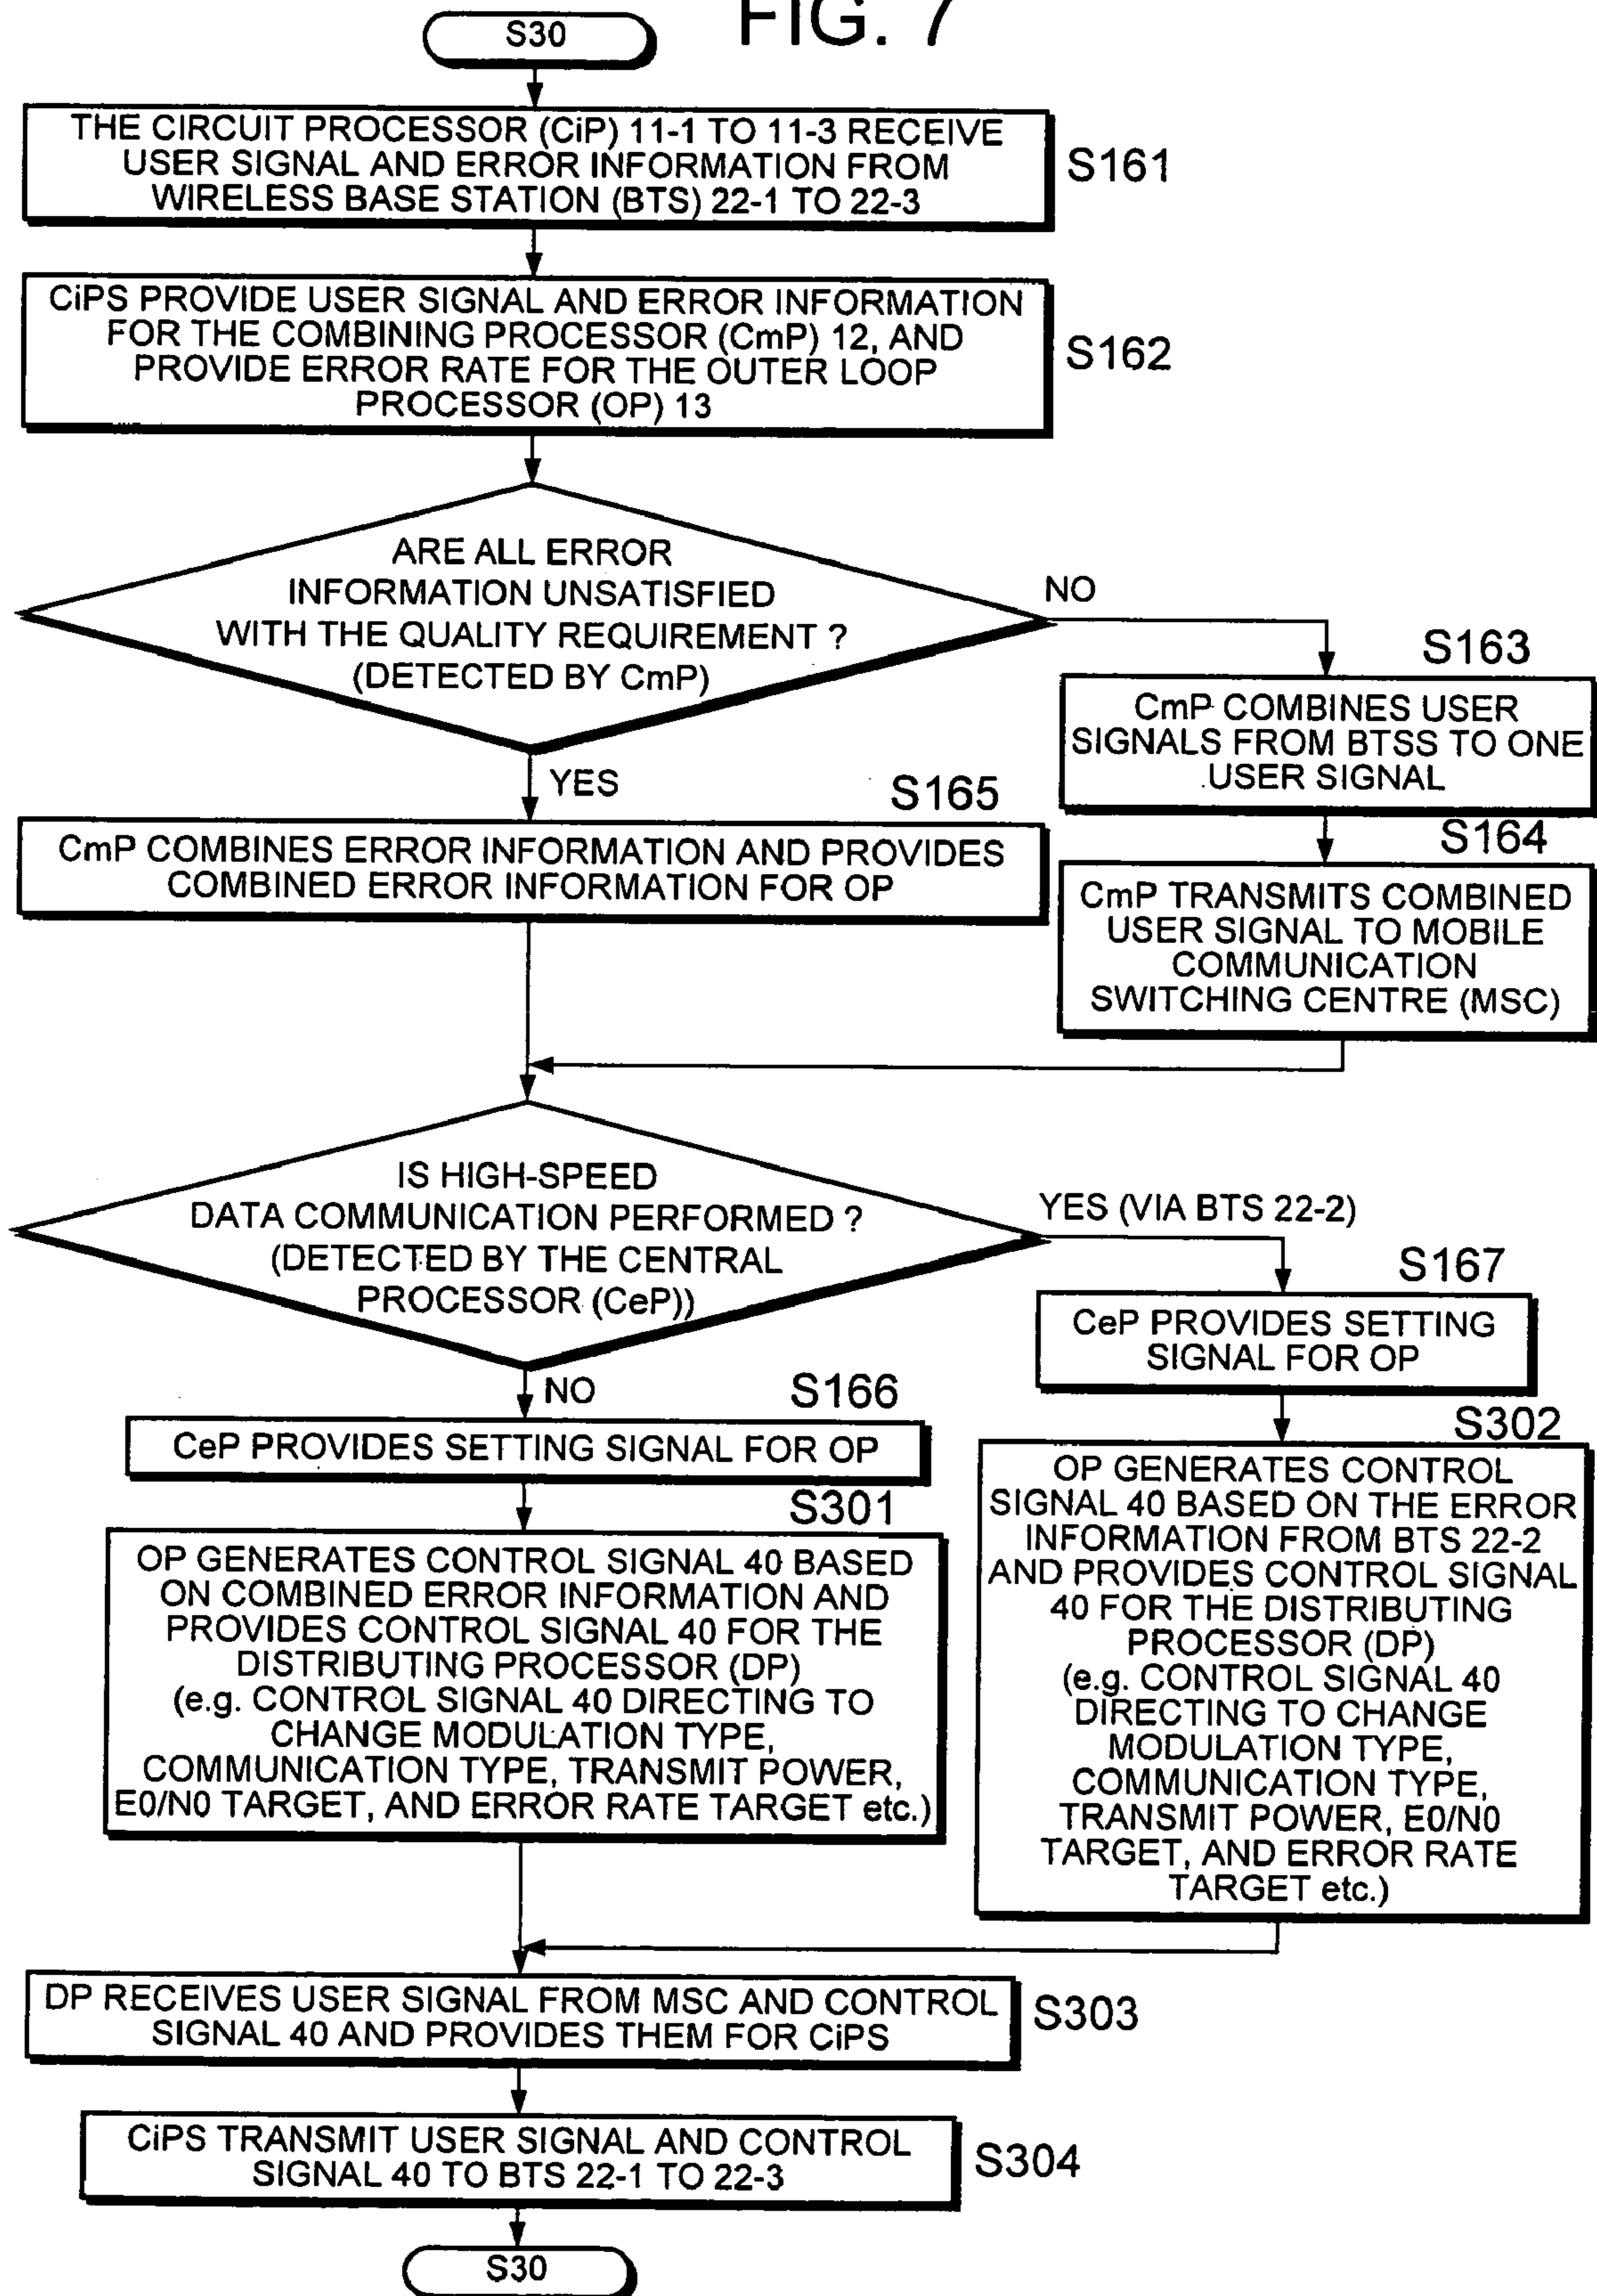 FIG. 7
S30
THE CIRCUIT PROCESSOR (CiP) 11-1 TO 11-3 RECEIVE
USER SIGNAL AND ERROR INFORMATION FROM
WIRELESS BASE STATION (BTS) 22-1 TO 22-3
S161
CiPS PROVIDE USER SIGNAL AND ERROR INFORMATION
FOR THE COMBINING PROCESSOR (CmP) 12, AND
PROVIDE ERROR RATE FOR THE OUTER LOOP
PROCESSOR (OP) 13
S162
ARE ALL ERROR
INFORMATION UNSATISFIED
WITH THE QUALITY REQUIREMENT ?
(DETECTED BY CmP)
NO
S163
CmP COMBINES USER
SIGNALS FROM BTSS TO ONE
USER SIGNAL
YES
S165
CmP COMBINES ERROR INFORMATION AND PROVIDES
COMBINED ERROR INFORMATION FOR OP
S164
CmP TRANSMITS COMBINED
USER SIGNAL TO MOBILE
COMMUNICATION
SWITCHING CENTRE (MSC)
IS HIGH-SPEED
DATA COMMUNICATION PERFORMED ?
(DETECTED BY THE CENTRAL
PROCESSOR (CeP))
YES (VIA BTS 22-2)
S167
CeP PROVIDES SETTING
SIGNAL FOR OP
NO
S166
CeP PROVIDES SETTING SIGNAL FOR OP
S302
OP GENERATES CONTROL
SIGNAL 40 BASED ON THE ERROR
INFORMATION FROM BTS 22-2
AND PROVIDES CONTROL SIGNAL
40 FOR THE DISTRIBUTING
PROCESSOR (DP)
(e.g. CONTROL SIGNAL 40
DIRECTING TO CHANGE
MODULATION TYPE,
COMMUNICATION TYPE,
TRANSMIT POWER, E0/N0
TARGET, AND ERROR RATE
TARGET etc.)
S301
OP GENERATES CONTROL SIGNAL 40 BASED
ON COMBINED ERROR INFORMATION AND
PROVIDES CONTROL SIGNAL 40 FOR THE
DISTRIBUTING PROCESSOR (DP)
(e.g. CONTROL SIGNAL 40 DIRECTING TO
CHANGE MODULATION TYPE,
COMMUNICATION TYPE, TRANSMIT POWER,
E0/N0 TARGET, AND ERROR RATE TARGET etc.)
DP RECEIVES USER SIGNAL FROM MSC AND CONTROL
SIGNAL 40 AND PROVIDES THEM FOR CiPS
S303
CiPS TRANSMIT USER SIGNAL AND CONTROL
SIGNAL 40 TO BTS 22-1 TO 22-3
S304
S30